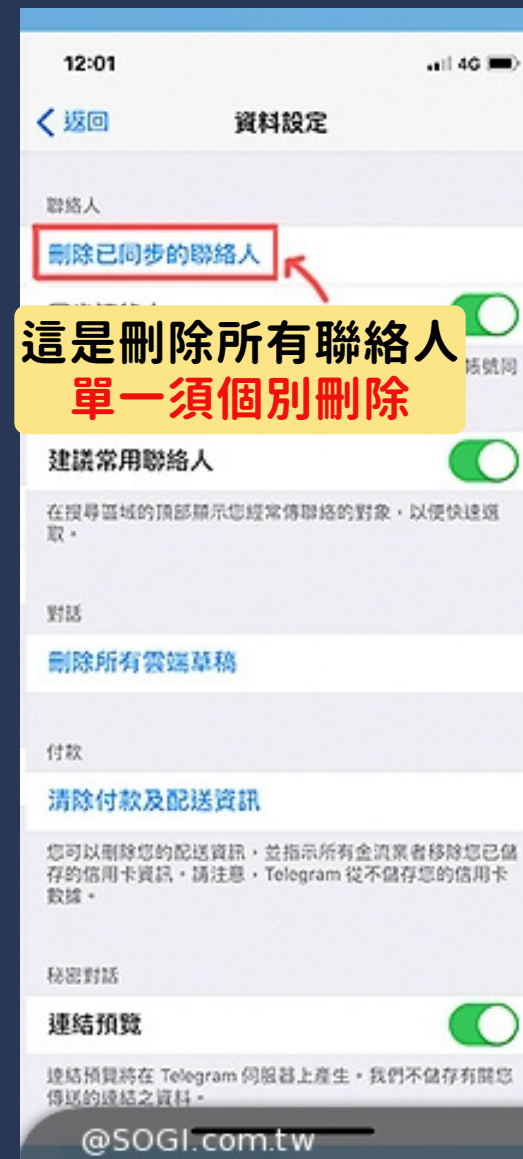 12:01
4G
返回
資料設定
聯絡人
刪除已同步的聯絡人
這是刪除所有聯絡人
單一須個別刪除
帳號同
建議常用聯絡人
在搜尋區域的頂部顯示您經常傳聯絡的對象,以便快速選
取。
對話
刪除所有雲端草稿
付款
清除付款及配送資訊
您可以刪除您的配送資訊,並指示所有金流業者移除您已儲
存的信用卡資訊。請注意,Telegram 從不儲存您的信用卡
數據。
秘密對話
連結預覽
連結預覽將在 Telegram 伺服器上產生。我們不儲存有關您
傳送的連結之資料。
@SOGI.com.tw